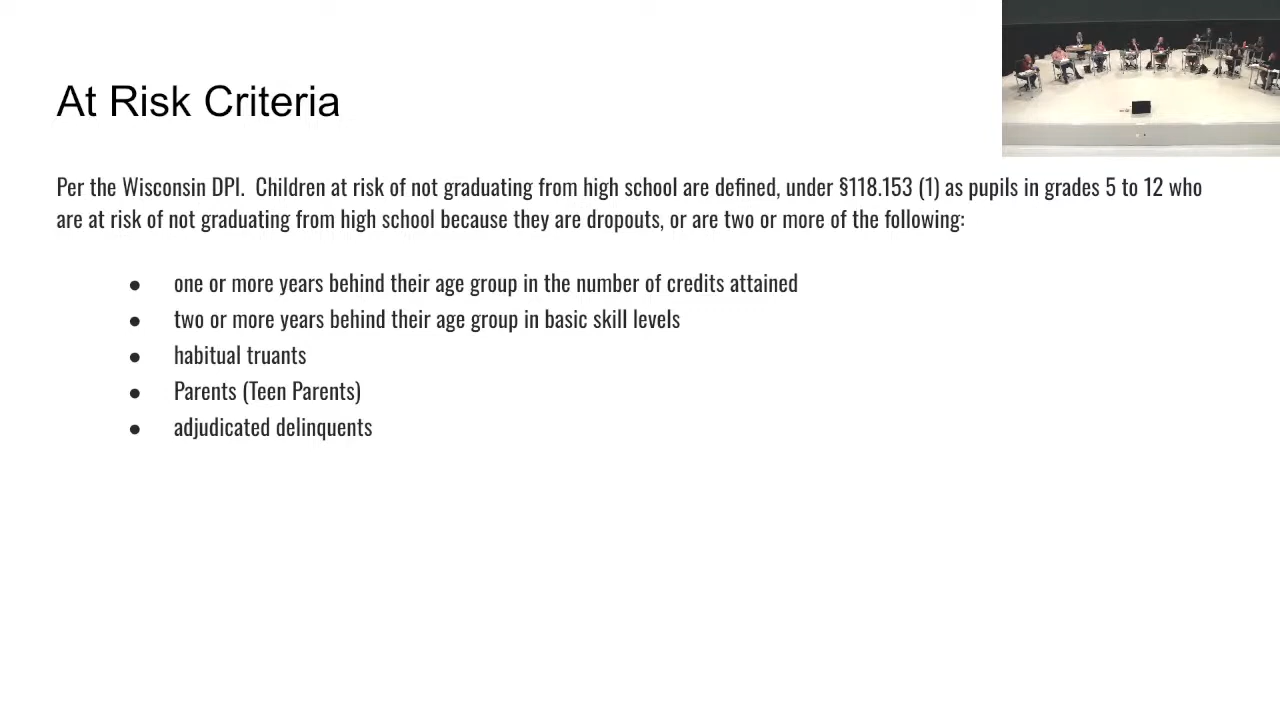 At Risk Criteria
Per the Wisconsin DPI. Children at risk of not graduating from high school are defined, under §118.153 (1) as pupils in grades 5 to 12 who
are at risk of not graduating from high school because they are dropouts, or are two or more of the following:
● one or more years behind their age group in the number of credits attained
● two or more years behind their age group in basic skill levels
● habitual truants
● Parents (Teen Parents)
● adjudicated delinquents